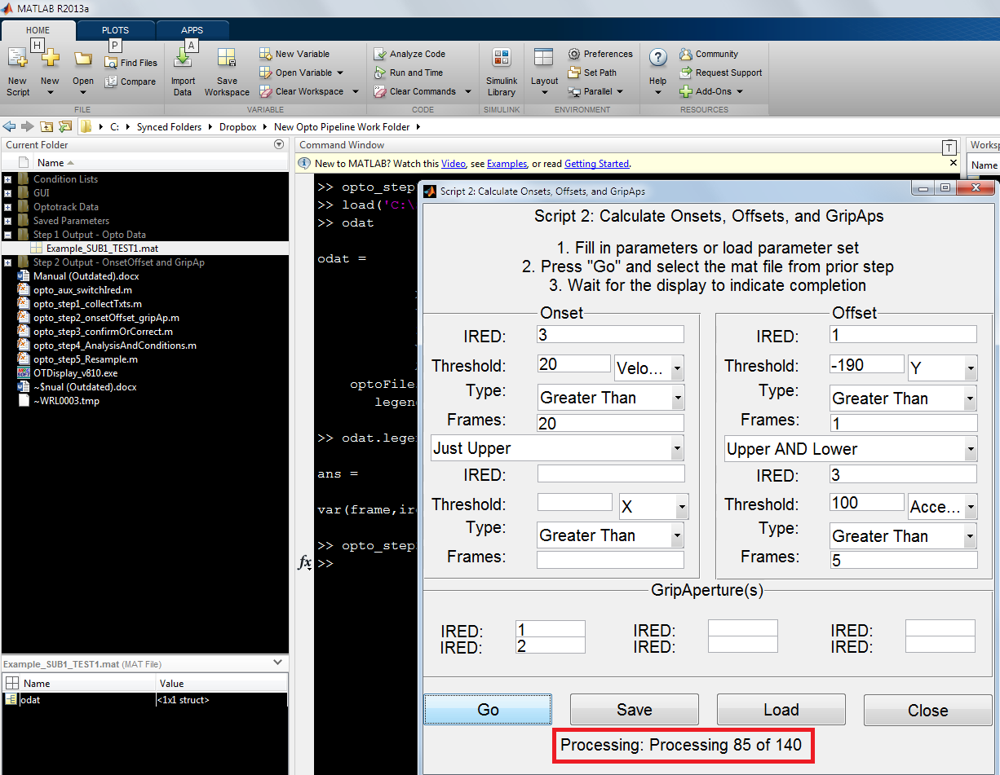 MATLAB R2013a
HOME PLOTS APPS
H P A
New Script
New
Open
Find Files
Compare
Import Data
Save Workspace
New Variable
Open Variable
Clear Workspace
Analyze Code
Run and Time
Clear Commands
Simulink Library
Layout
Preferences
Set Path
Parallel
Help
Community
Request Support
Add-Ons
FILE VARIABLE CODE SIMULINK ENVIRONMENT RESOURCES
C: Synced Folders Dropbox New Opto Pipeline Work Folder
Current Folder
Name
Condition Lists
GUI
Optotrack Data
Saved Parameters
Step 1 Output - Opto Data
Example_SUB1_TEST1.mat
Step 2 Output - OnsetOffset and GripAp
Manual (Outdated).docx
opto_aux_switchIred.m
opto_step1_collectTxts.m
opto_step2_onsetOffset_gripAp.m
opto_step3_confirmOrCorrect.m
opto_step4_AnalysisAndConditions.m
opto_step5_Resample.m
OTDisplay_v810.exe
~$nual (Outdated).docx
~WRL0003.tmp
Example_SUB1_TEST1.mat (MAT File)
Name Value
odat <1x1 struct>
Command Window
T
New to MATLAB? Watch this Video, see Examples, or read Getting Started.
>> opto_step
>> load('C:\
>> odat
odat =
optoFile
legen
>> odat.lege
ans =
var(frame,ir
>> opto_step
fx >>
Worksp
Name
Script 2: Calculate Onsets, Offsets, and GripAps
Script 2: Calculate Onsets, Offsets, and GripAps
1. Fill in parameters or load parameter set
2. Press "Go" and select the mat file from prior step
3. Wait for the display to indicate completion
Onset
IRED: 3
Threshold: 20 Velo...
Type: Greater Than
Frames: 20
Just Upper
IRED:
Threshold: X
Type: Greater Than
Frames:
Offset
IRED: 1
Threshold: -190 Y
Type: Greater Than
Frames: 1
Upper AND Lower
IRED: 3
Threshold: 100 Acce...
Type: Greater Than
Frames: 5
GripAperture(s)
IRED: 1 IRED: IRED:
IRED: 2 IRED: IRED:
Go Save Load Close
Processing: Processing 85 of 140